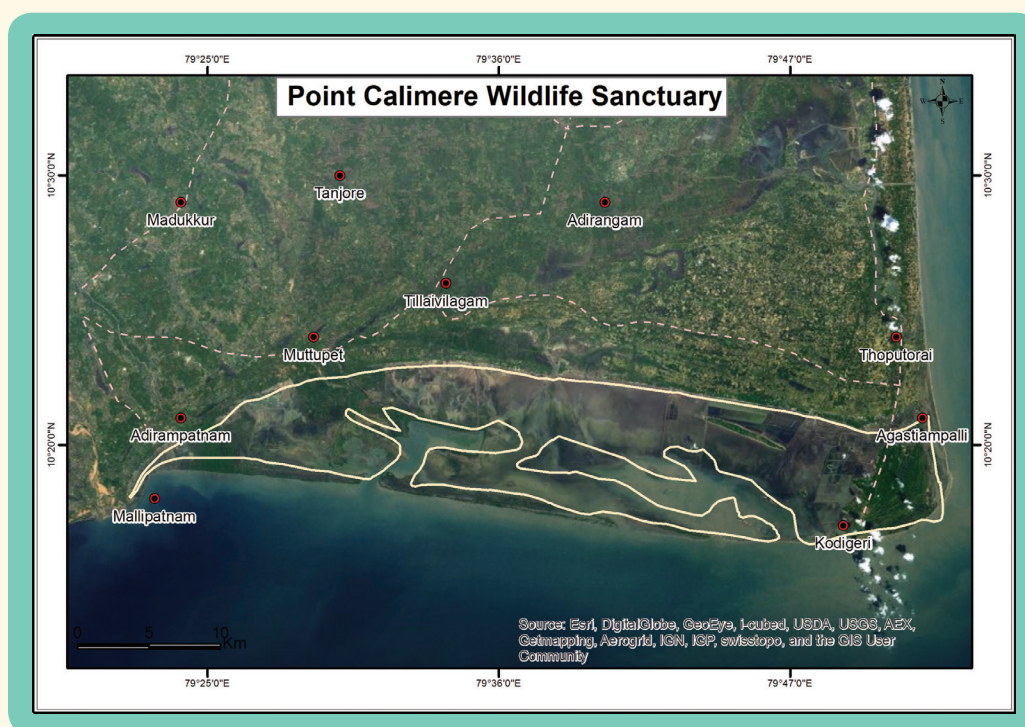 79°25'0"E 79°36'0"E 79°47'0"E
Point Calimere Wildlife Sanctuary
N
W E
S
10°30'0"N 10°30'0"N
Tanjore
Madukkur
Adirangam
Tillaivilagam
Muttupet
Thoputorai
Adirampatnam
Agastiampalli
10°20'0"N 10°20'0"N
Mallipatnam
Kodigeri
0 5 10
Km
Source: Esri, DigitalGlobe, GeoEye, i-cubed, USDA, USGS, AEX,
Getmapping, Aerogrid, IGN, IGP, swisstopo, and the GIS User
Community
79°25'0"E 79°36'0"E 79°47'0"E